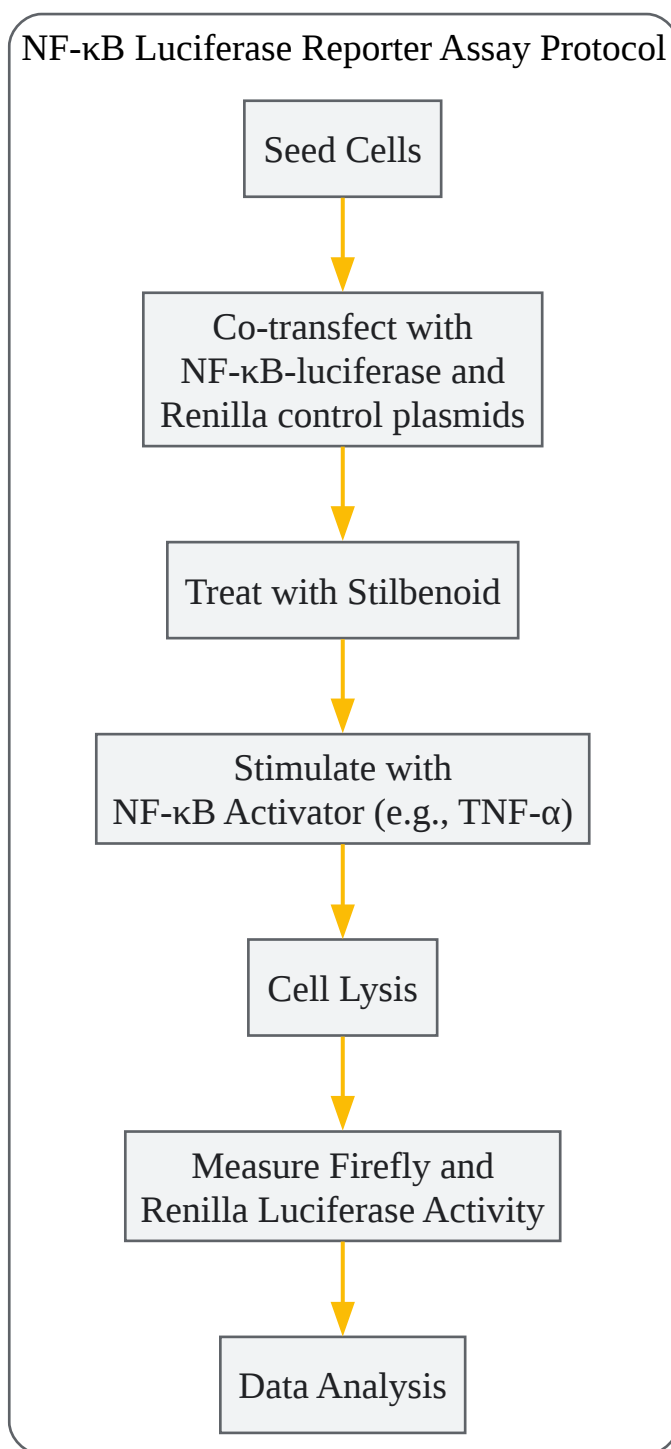 NF-κB Luciferase Reporter Assay Protocol
Seed Cells
Co-transfect with
NF-κB-luciferase and
Renilla control plasmids
Treat with Stilbenoid
Stimulate with
NF-κB Activator (e.g., TNF-α)
Cell Lysis
Measure Firefly and
Renilla Luciferase Activity
Data Analysis